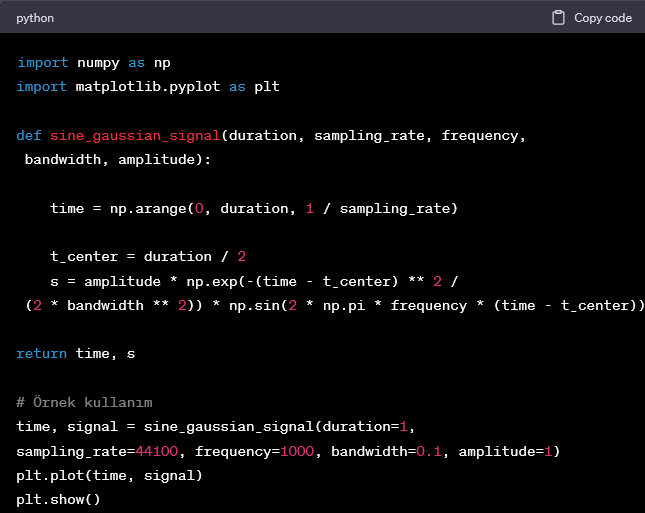 python
Copy code
import numpy as np
import matplotlib.pyplot as plt
def sine_gaussian_signal(duration, sampling_rate, frequency,
bandwidth, amplitude):
time = np.arange(0, duration, 1 / sampling_rate)
t_center = duration / 2
s = amplitude * np.exp(-(time - t_center) ** 2 /
(2 * bandwidth ** 2)) * np.sin(2 * np.pi * frequency * (time - t_center))
return time, s
# Örnek kullanım
time, signal = sine_gaussian_signal(duration=1,
sampling_rate=44100, frequency=1000, bandwidth=0.1, amplitude=1)
plt.plot(time, signal)
plt.show()